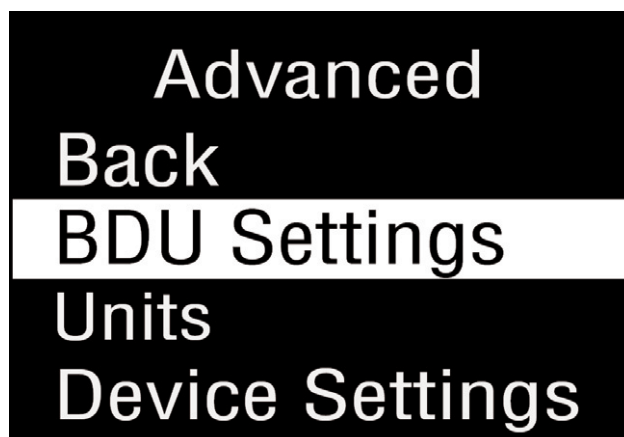 Advanced
Back
BDU Settings
Units
Device Settings